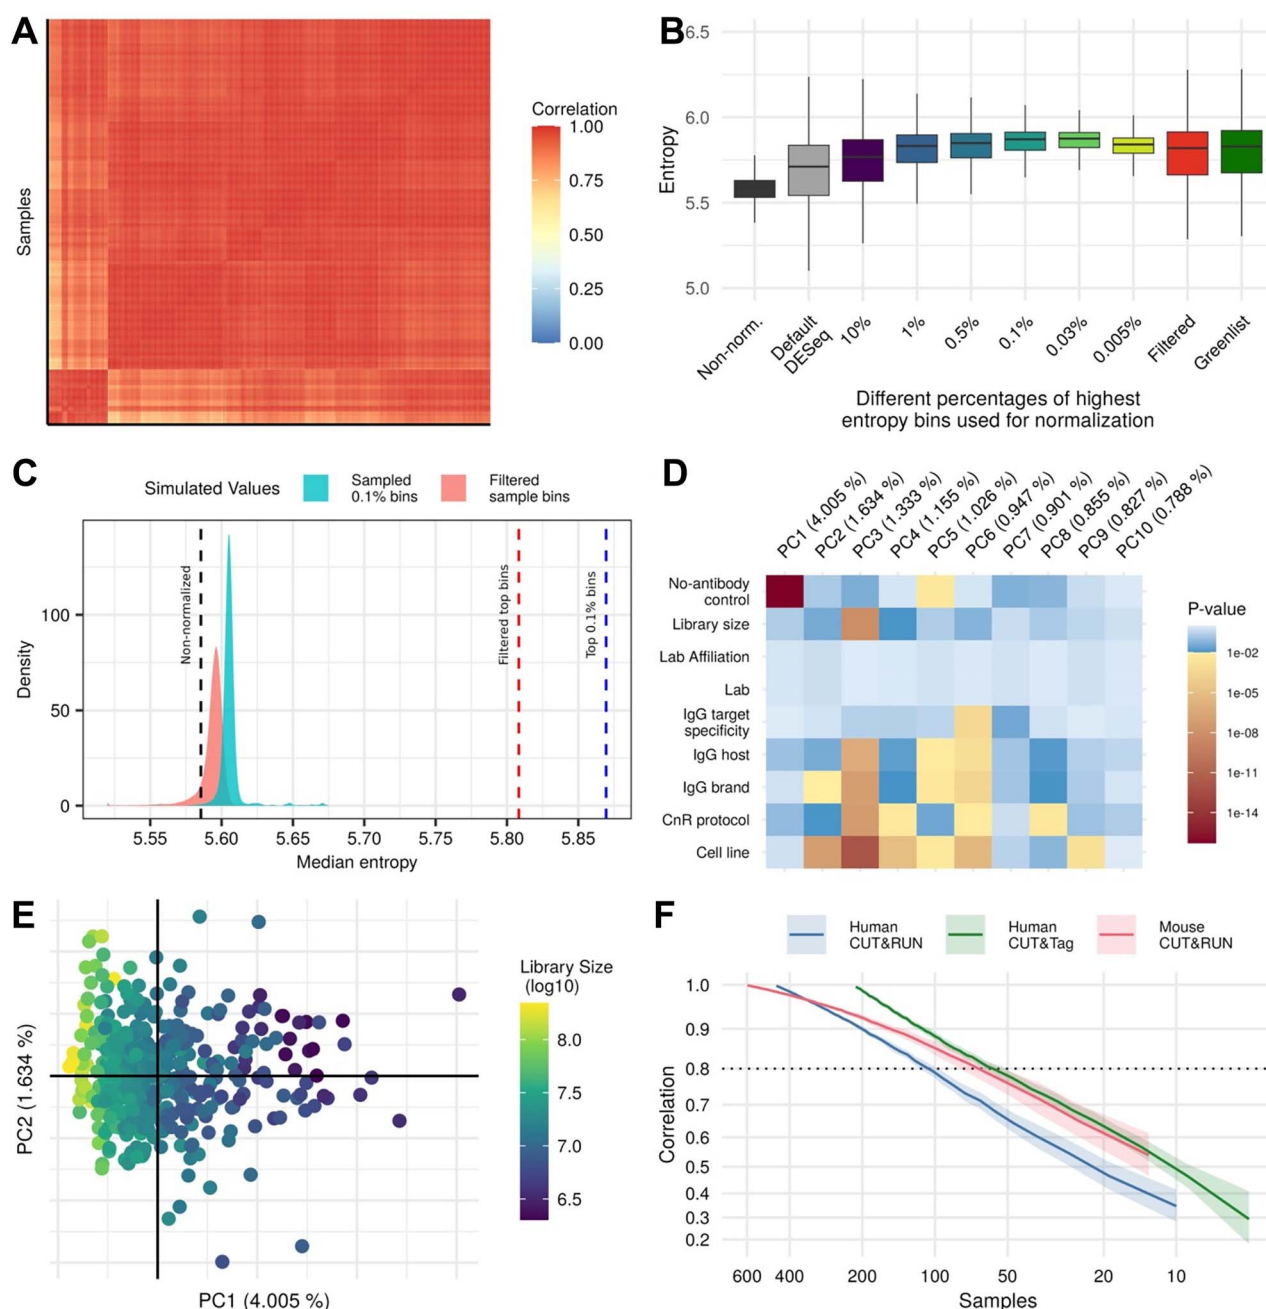 A
Samples
Correlation
1.00
0.75
0.50
0.25
0.00
B
6.5
6.0
5.5
5.0
Entropy
Non-norm.
Default
DESeq
10%
1%
0.5%
0.1%
0.03%
0.005%
Filtered
Greenlist
Different percentages of highest
entropy bins used for normalization
C
Simulated Values
Sampled
0.1% bins
Filtered
sample bins
Density
100
50
0
Non-normalized
Filtered top bins
Top 0.1% bins
5.55
5.60
5.65
5.70
5.75
5.80
5.85
Median entropy
D
PC1 (4.005 %)
PC2 (1.634 %)
PC3 (1.333 %)
PC4 (1.155 %)
PC5 (1.026 %)
PC6 (0.947 %)
PC7 (0.901 %)
PC8 (0.855 %)
PC9 (0.827 %)
PC10 (0.788 %)
No-antibody
control
Library size
Lab Affiliation
Lab
IgG target
specificity
IgG host
IgG brand
CnR protocol
Cell line
P-value
1e-02
1e-05
1e-08
1e-11
1e-14
E
PC2 (1.634 %)
PC1 (4.005 %)
Library Size
(log10)
8.0
7.5
7.0
6.5
F
Human
CUT&RUN
Human
CUT&Tag
Mouse
CUT&RUN
Correlation
1.0
0.9
0.8
0.7
0.6
0.5
0.4
0.3
0.2
600
400
200
100
50
20
10
Samples